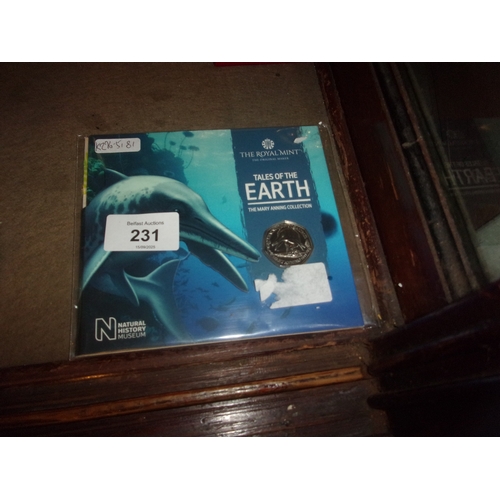 THE ROYAL MINT
TALES OF THE
EARTH
THE MARY ANNING COLLECTION
Belfast Auctions
231
N
NATURAL
HISTORY
MUSEUM